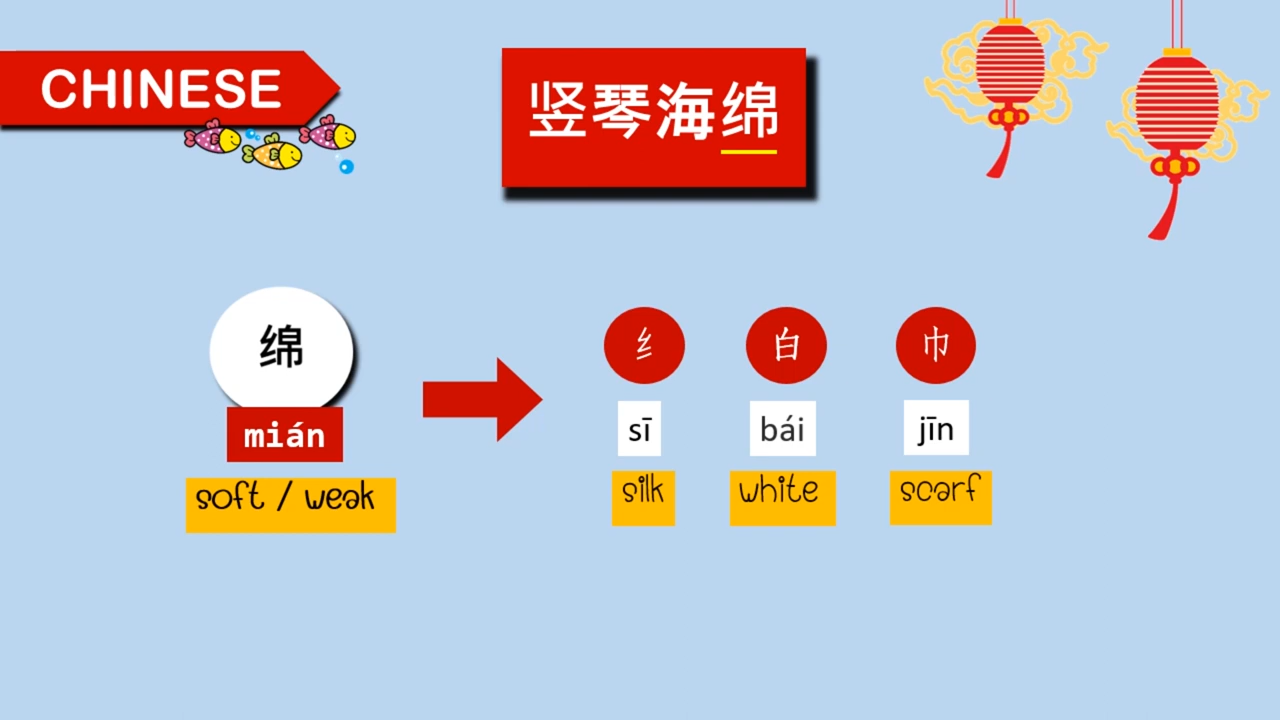 CHINESE
竖琴海绵
绵
mián
soft / weak
纟 白 巾
sī bái jīn
silk white scarf